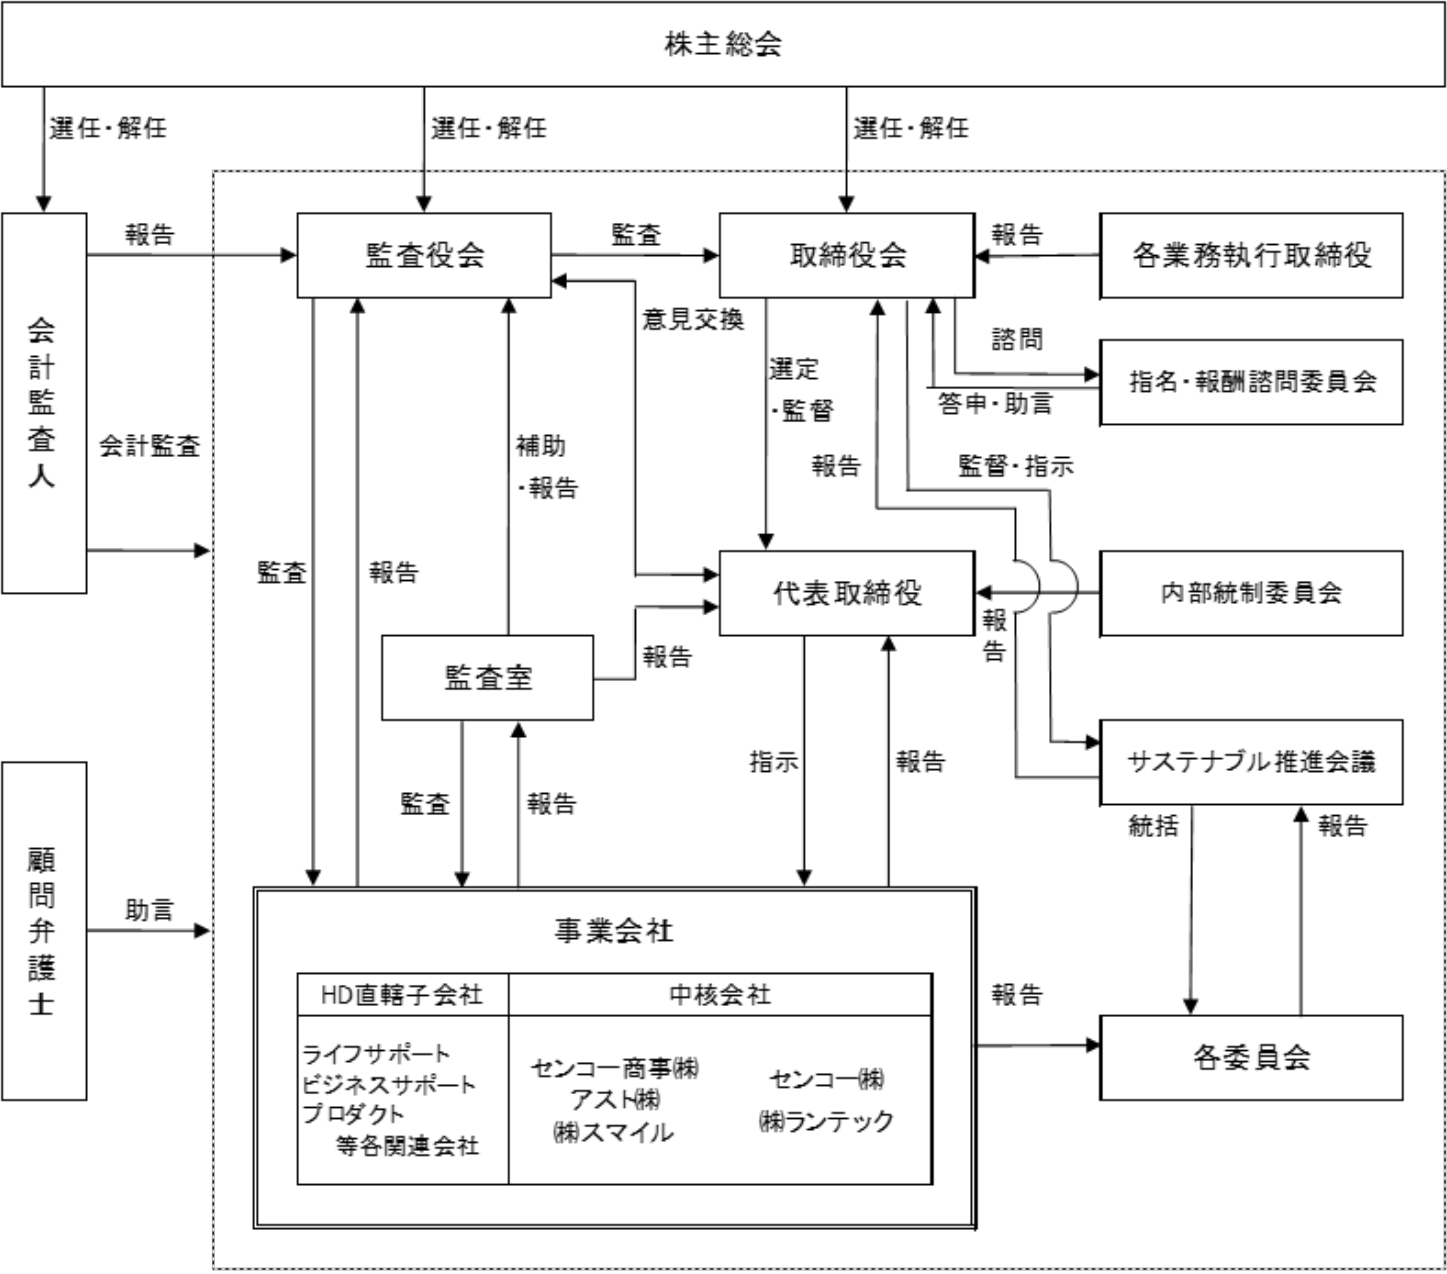 株主総会
選任・解任
選任・解任
選任・解任
報告
監査役会
監査
取締役会
報告
各業務執行取締役
意見交換
諮問
会計監査人
選定
・監督
指名・報酬諮問委員会
答申・助言
会計監査
補助
・報告
報告
監督・指示
監査
報告
代表取締役
内部統制委員会
報告
報告
監査室
指示
報告
サステナブル推進会議
監査
報告
統括
報告
顧問弁護士
助言
事業会社
HD直轄子会社
中核会社
報告
ライフサポート
ビジネスサポート
プロダクト
等各関連会社
センコー商事㈱
アスト㈱
㈱スマイル
センコー㈱
㈱ランテック
各委員会